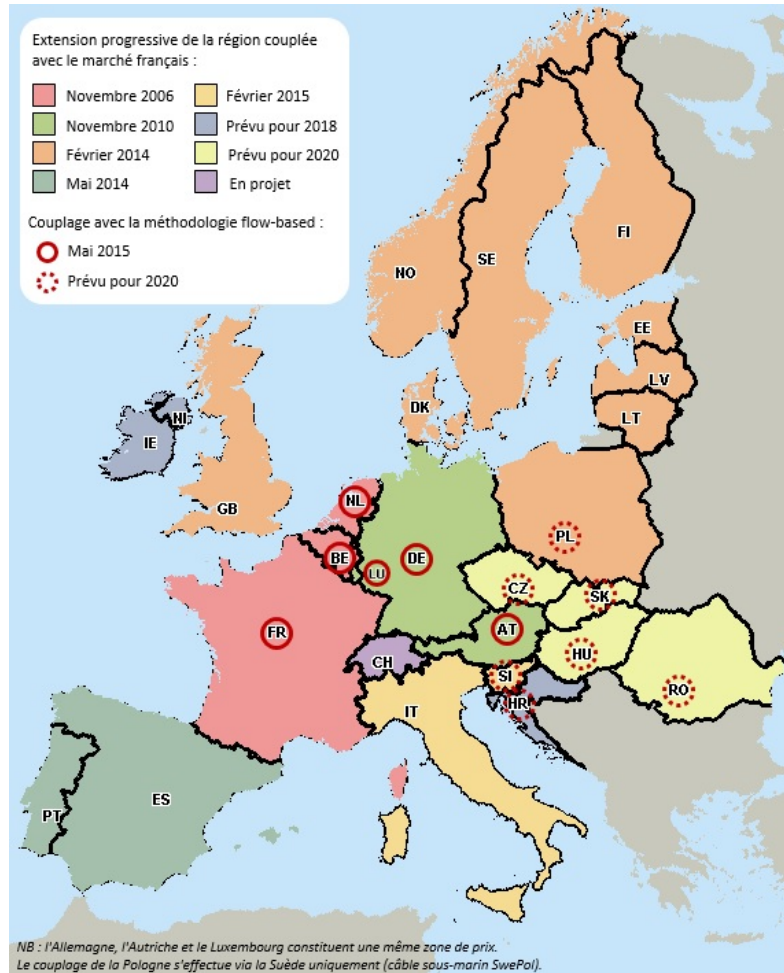 Extension progressive de la région couplée
avec le marché français :
Novembre 2006
Février 2015
Novembre 2010
Prévu pour 2018
Février 2014
Prévu pour 2020
Mai 2014
En projet
Couplage avec la méthodologie flow-based :
Mai 2015
Prévu pour 2020
FI
SE
NO
EE
LV
DK
LT
NI
IE
GB
NL
PL
BE
DE
LU
CZ
SK
FR
AT
HU
CH
SI
RO
HR
IT
ES
PT
NB : l'Allemagne, l'Autriche et le Luxembourg constituent une même zone de prix.
Le couplage de la Pologne s'effectue via la Suède uniquement (câble sous-marin SwePol).